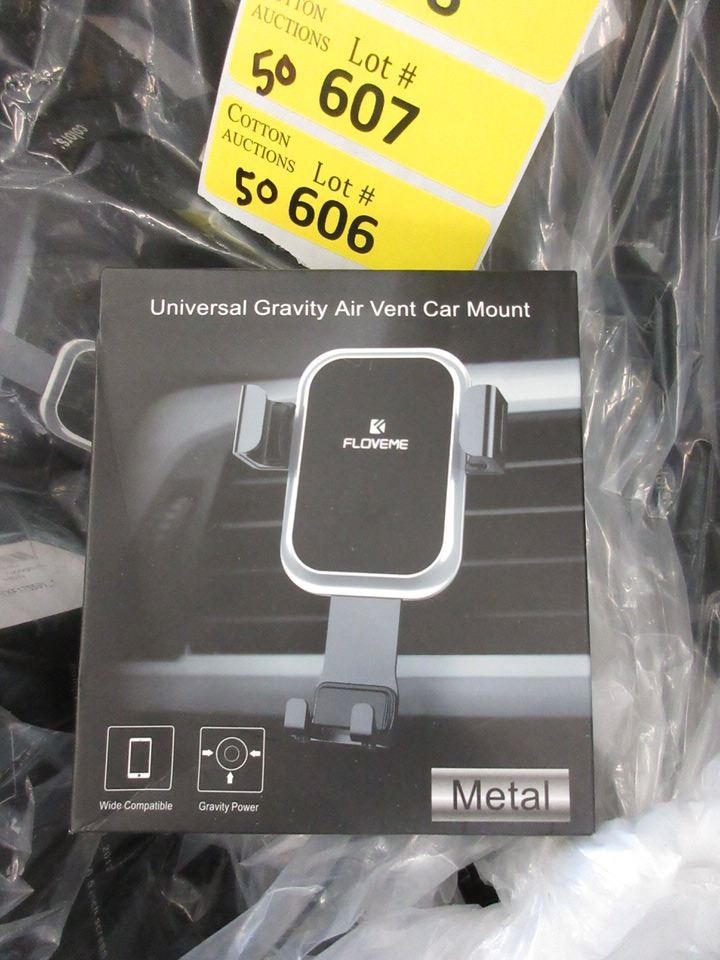 COTTON
AUCTIONS
Lot #
50 607
COTTON
AUCTIONS
Lot #
50 606
Universal Gravity Air Vent Car Mount
FLOVEME
Wide Compatible
Gravity Power
Metal